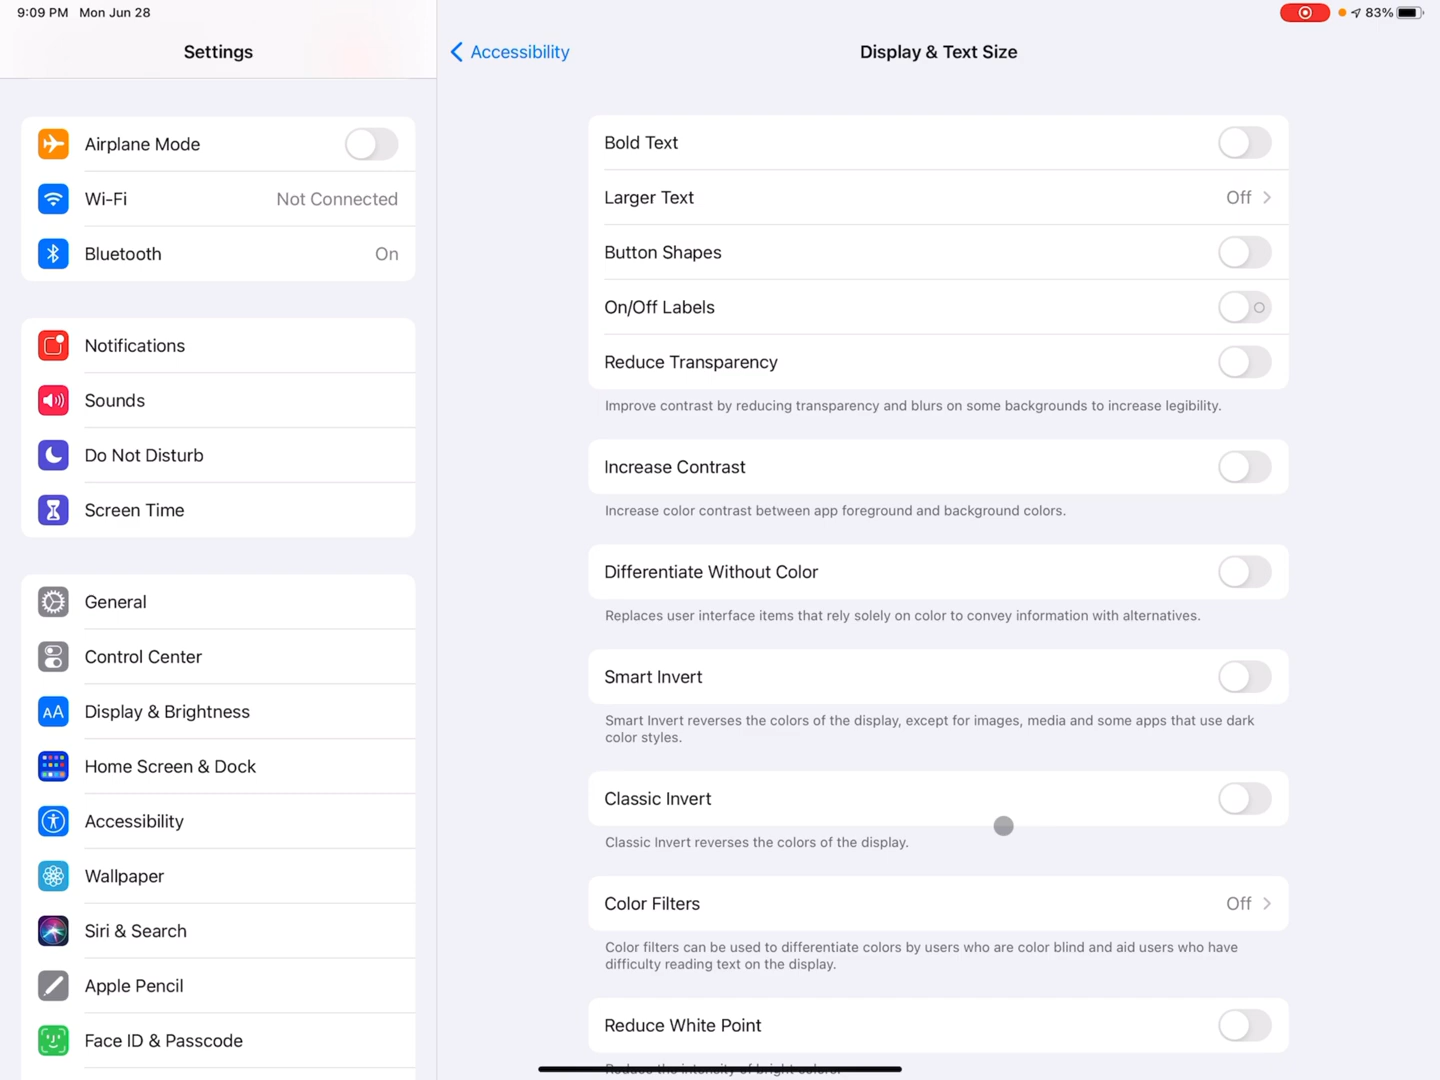 9:09 PM Mon Jun 28
83%
Settings
Airplane Mode
Wi-Fi Not Connected
Bluetooth On
Notifications
Sounds
Do Not Disturb
Screen Time
General
Control Center
AA Display & Brightness
Home Screen & Dock
Accessibility
Wallpaper
Siri & Search
Apple Pencil
Face ID & Passcode
Accessibility
Display & Text Size
Bold Text
Larger Text Off
Button Shapes
On/Off Labels
Reduce Transparency
Improve contrast by reducing transparency and blurs on some backgrounds to increase legibility.
Increase Contrast
Increase color contrast between app foreground and background colors.
Differentiate Without Color
Replaces user interface items that rely solely on color to convey information with alternatives.
Smart Invert
Smart Invert reverses the colors of the display, except for images, media and some apps that use dark
color styles.
Classic Invert
Classic Invert reverses the colors of the display.
Color Filters Off
Color filters can be used to differentiate colors by users who are color blind and aid users who have
difficulty reading text on the display.
Reduce White Point
Reduce the intensity of bright colors.